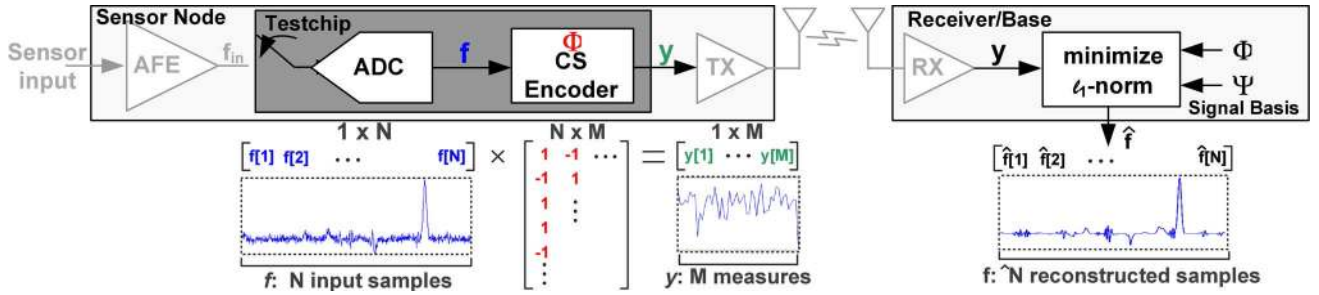 Sensor Node
Testchip
Receiver/Base
Sensor
input
AFE
f_in
ADC
f
Φ
CS
Encoder
y
TX
RX
y
minimize
ℓ₁-norm
Φ
Ψ
Signal Basis
f̂
1 x N
N x M
1 x M
f[1] f[2] ... f[N]
×
1 -1 ...
-1 1
1
1
-1
=
y[1] ... y[M]
f̂[1] f̂[2] ... f̂[N]
f: N input samples
y: M measures
f: ^N reconstructed samples